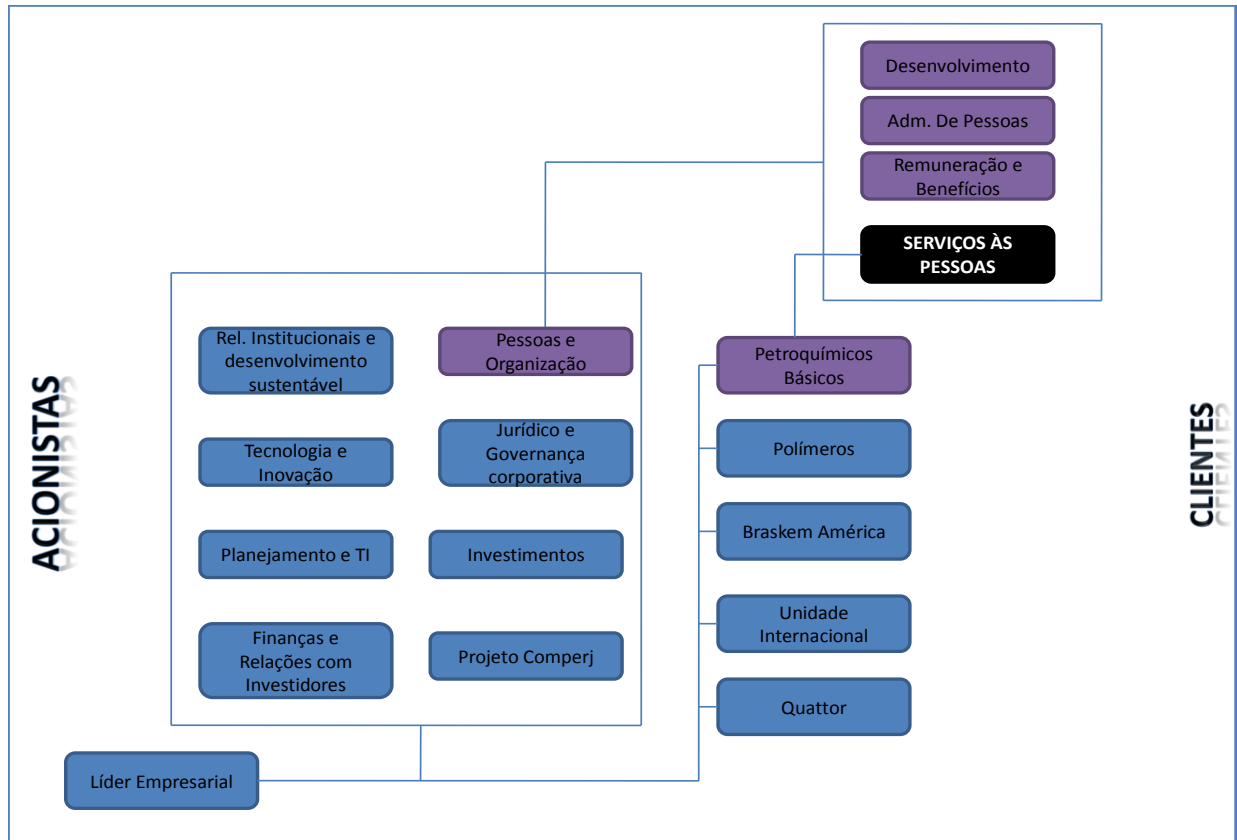 Desenvolvimento
Adm. De Pessoas
Remuneração e
Benefícios
SERVIÇOS ÀS
PESSOAS
Rel. Institucionais e
desenvolvimento
sustentável
Pessoas e
Organização
Petroquímicos
Básicos
ACIONISTAS
Tecnologia e
Inovação
Jurídico e
Governança
corporativa
Polímeros
CLIENTES
Planejamento e TI
Investimentos
Braskem América
Unidade
Internacional
Finanças e
Relações com
Investidores
Projeto Comperj
Quattor
Líder Empresarial